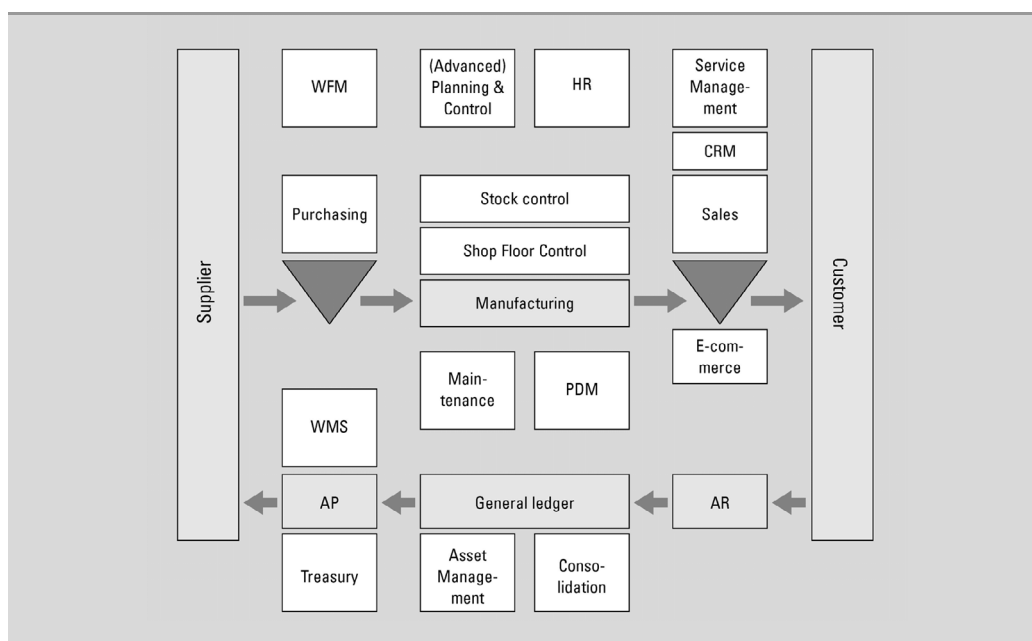 Supplier
WFM
(Advanced)
Planning &
Control
HR
Service
Manage-
ment
CRM
Purchasing
Stock control
Sales
Shop Floor Control
Manufacturing
E-com-
merce
Main-
tenance
PDM
WMS
AP
General ledger
AR
Treasury
Asset
Manage-
ment
Conso-
lidation
Customer